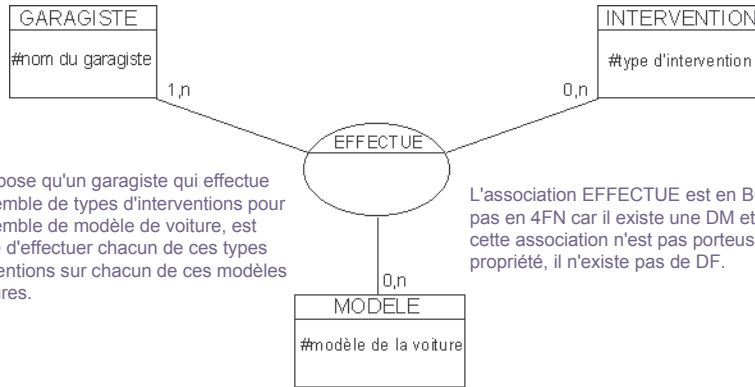 GARAGISTE
#nom du garagiste
1,n
INTERVENTION
#type d'intervention
0,n
EFFECTUE
pose qu'un garagiste qui effectue
emble de types d'interventions pour
emble de modèle de voiture, est
d'effectuer chacun de ces types
entions sur chacun de ces modèles
ures.
L'association EFFECTUE est en B
pas en 4FN car il existe une DM et
cette association n'est pas porteus
propriété, il n'existe pas de DF.
0,n
MODELE
#modèle de la voiture